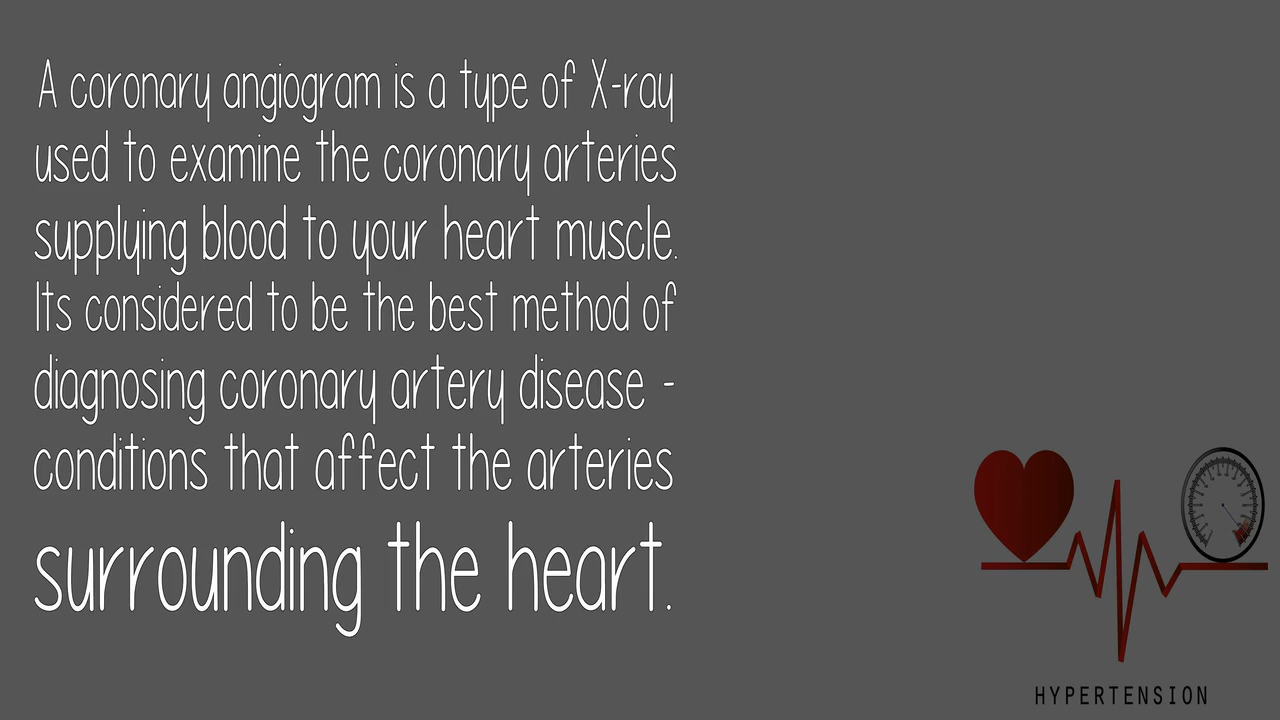 A coronary angiogram is a type of X-ray
used to examine the coronary arteries
supplying blood to your heart muscle.
Its considered to be the best method of
diagnosing coronary artery disease -
conditions that affect the arteries
surrounding the heart.
HYPERTENSION